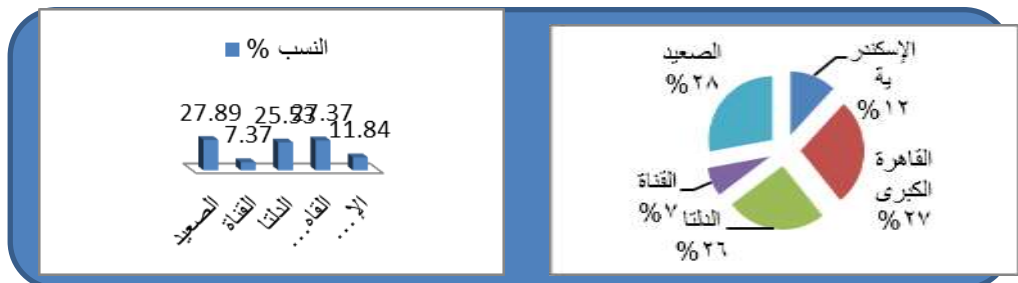 النسب %
27.89
7.37
25.53
27.37
11.84
الصعيد
القناة
الدلتا
القاه...
الإ...
الإسكندر
ية
%١٢
القاهرة
الكبرى
%٢٧
الدلتا
%٢٦
القناة
%٧
الصعيد
%٢٨